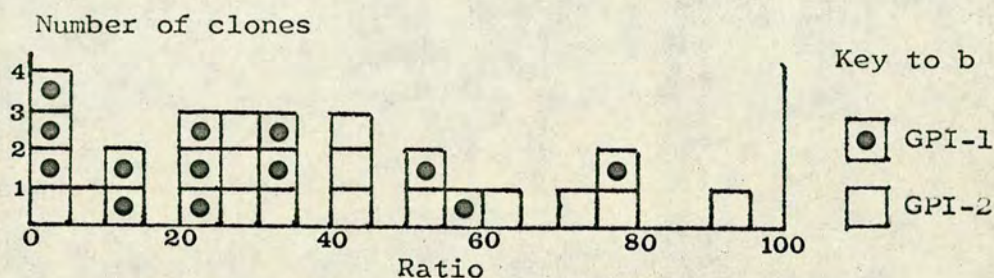 Number of clones
Key to b
4
3
2
1
GPI-1
GPI-2
0 20 40 60 80 100
Ratio